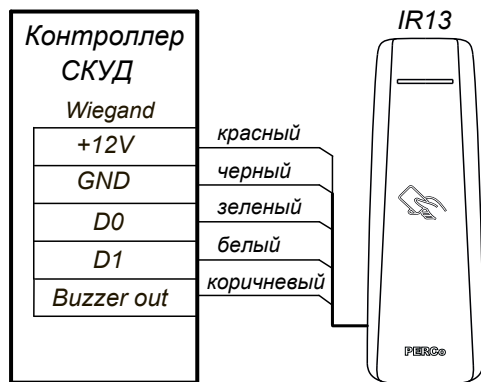 Контроллер
СКУД
Wiegand
+12V
GND
D0
D1
Buzzer out
красный
черный
зеленый
белый
коричневый
IR13
PERCo